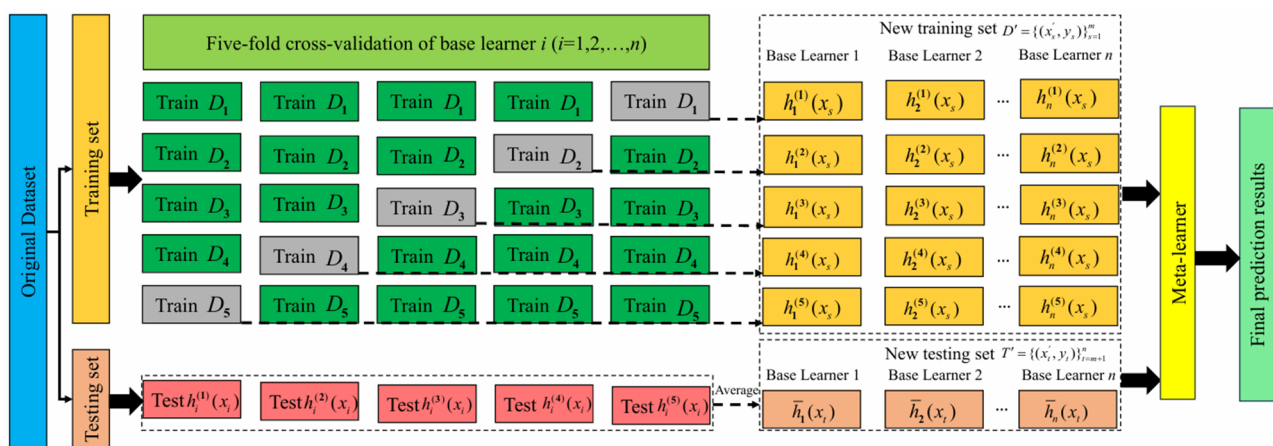 Original Dataset
Training set
Testing set
Five-fold cross-validation of base learner i (i=1,2,…,n)
Train D₁ Train D₁ Train D₁ Train D₁ Train D₁
Train D₂ Train D₂ Train D₂ Train D₂ Train D₂
Train D₃ Train D₃ Train D₃ Train D₃ Train D₃
Train D₄ Train D₄ Train D₄ Train D₄ Train D₄
Train D₅ Train D₅ Train D₅ Train D₅ Train D₅
Test hᵢ⁽¹⁾(xᵢ) Test hᵢ⁽²⁾(xᵢ) Test hᵢ⁽³⁾(xᵢ) Test hᵢ⁽⁴⁾(xᵢ) Test hᵢ⁽⁵⁾(xᵢ)
Average
New training set D′ = {(x′ₛ, yₛ)}ᵐₛ₌₁
Base Learner 1 Base Learner 2 Base Learner n
h₁⁽¹⁾(xₛ) h₂⁽¹⁾(xₛ) ... hₙ⁽¹⁾(xₛ)
h₁⁽²⁾(xₛ) h₂⁽²⁾(xₛ) ... hₙ⁽²⁾(xₛ)
h₁⁽³⁾(xₛ) h₂⁽³⁾(xₛ) ... hₙ⁽³⁾(xₛ)
h₁⁽⁴⁾(xₛ) h₂⁽⁴⁾(xₛ) ... hₙ⁽⁴⁾(xₛ)
h₁⁽⁵⁾(xₛ) h₂⁽⁵⁾(xₛ) ... hₙ⁽⁵⁾(xₛ)
New testing set T′ = {(x′ₜ, yₜ)}ⁿₜ₌ₘ₊₁
Base Learner 1 Base Learner 2 Base Learner n
h̅₁(xₜ) h̅₂(xₜ) ... h̅ₙ(xₜ)
Meta-learner
Final prediction results